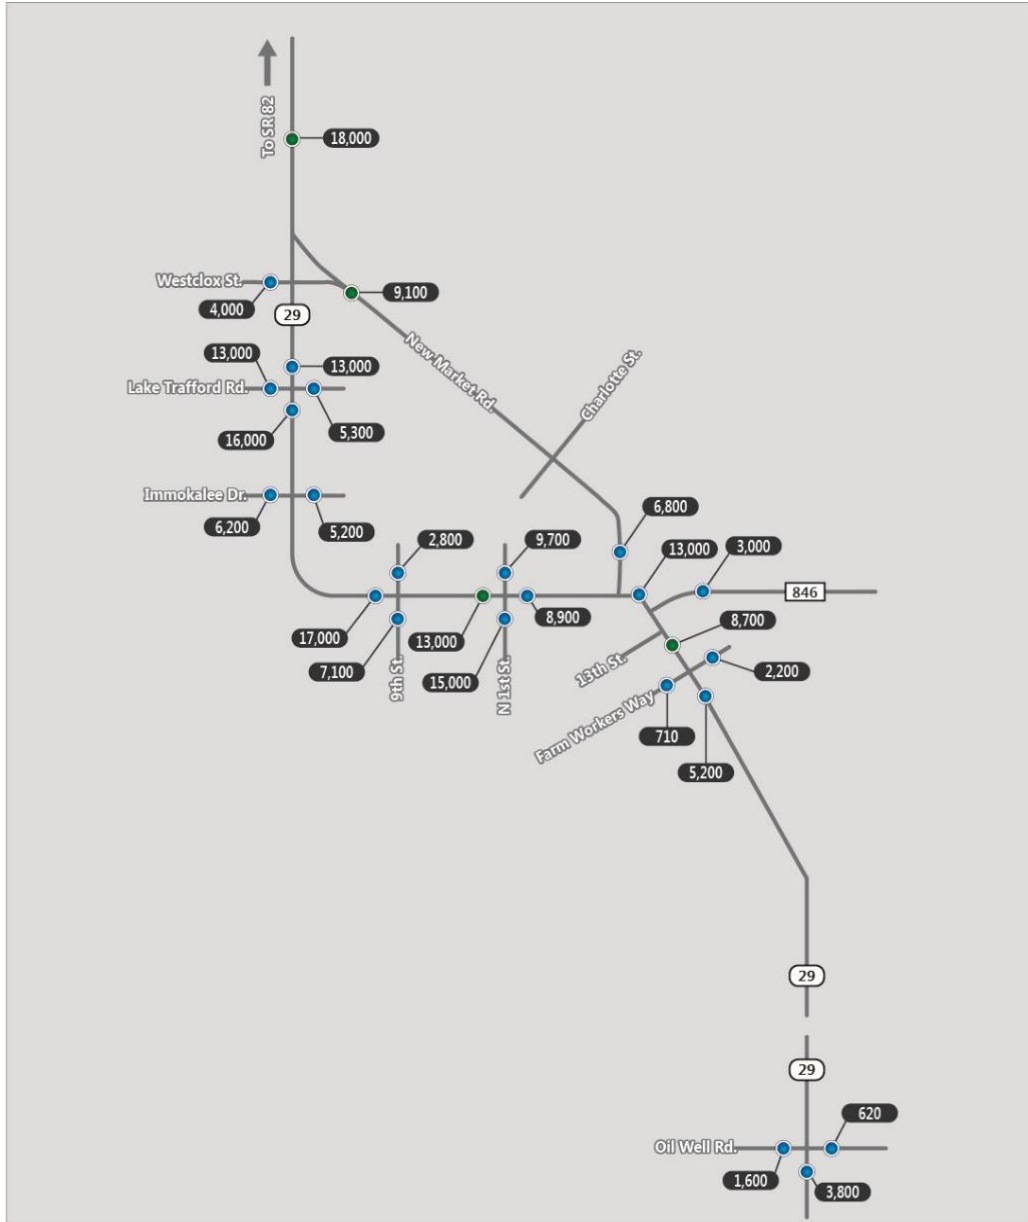 To SR 82
18,000
Westclox St.
9,100
4,000
29
New Market Rd.
13,000
13,000
Lake Trafford Rd.
Charlotte St.
5,300
16,000
Immokalee Dr.
6,200
5,200
6,800
2,800
9,700
13,000
3,000
846
17,000
13,000
8,900
8,700
7,100
15,000
9th St.
N 1st St.
13th St.
2,200
Farm Workers Way
710
5,200
29
29
620
Oil Well Rd.
1,600
3,800